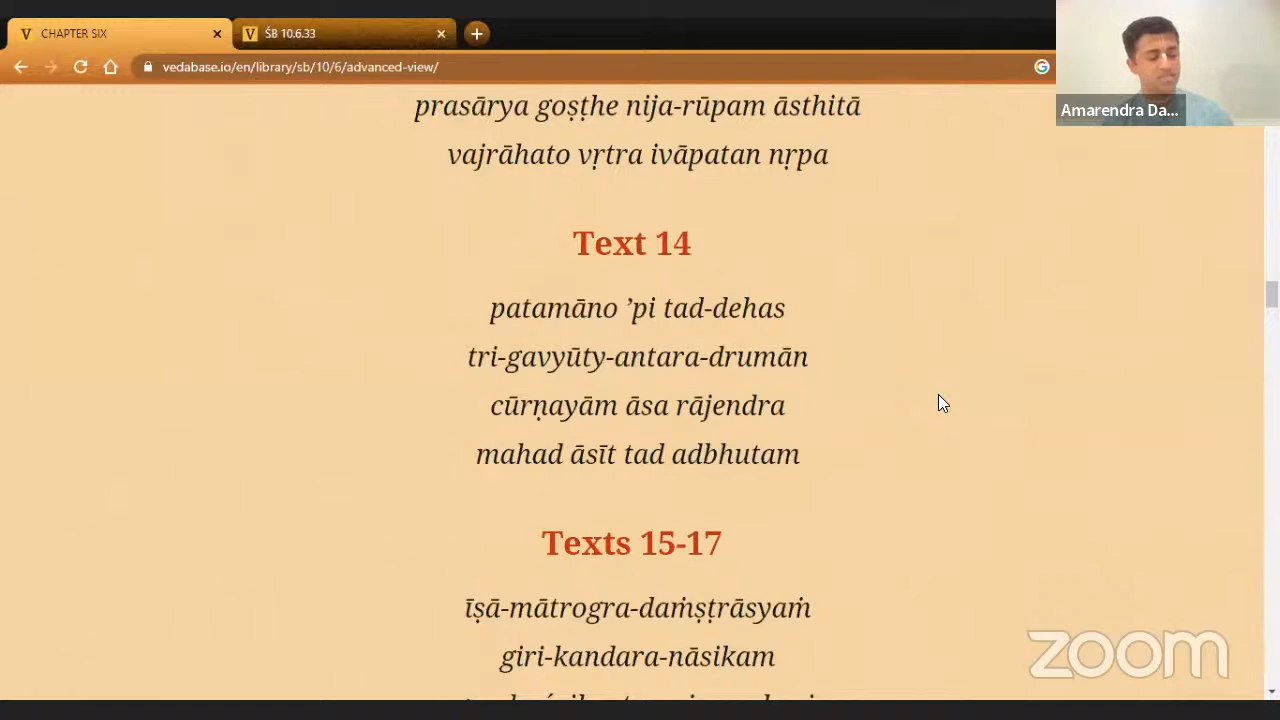 CHAPTER SIX
ŚB 10.6.33
vedabase.io/en/library/sb/10/6/advanced-view/
Amarendra Da...
prasārya goṣṭhe nija-rūpam āsthitā
vajrāhato vṛtra ivāpatan nṛpa
Text 14
patamāno ’pi tad-dehas
tri-gavyūty-antara-drumān
cūrṇayām āsa rājendra
mahad āsīt tad adbhutam
Texts 15-17
īṣā-mātrogra-daṁṣṭrāsyaṁ
giri-kandara-nāsikam
zoom